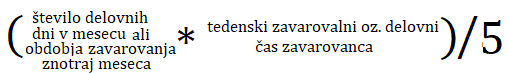 (število delovnih
dni v mesecu ali
obdobja zavarovanja
znotraj meseca * tedenski zavarovalni oz. delovni
čas zavarovanca)/5